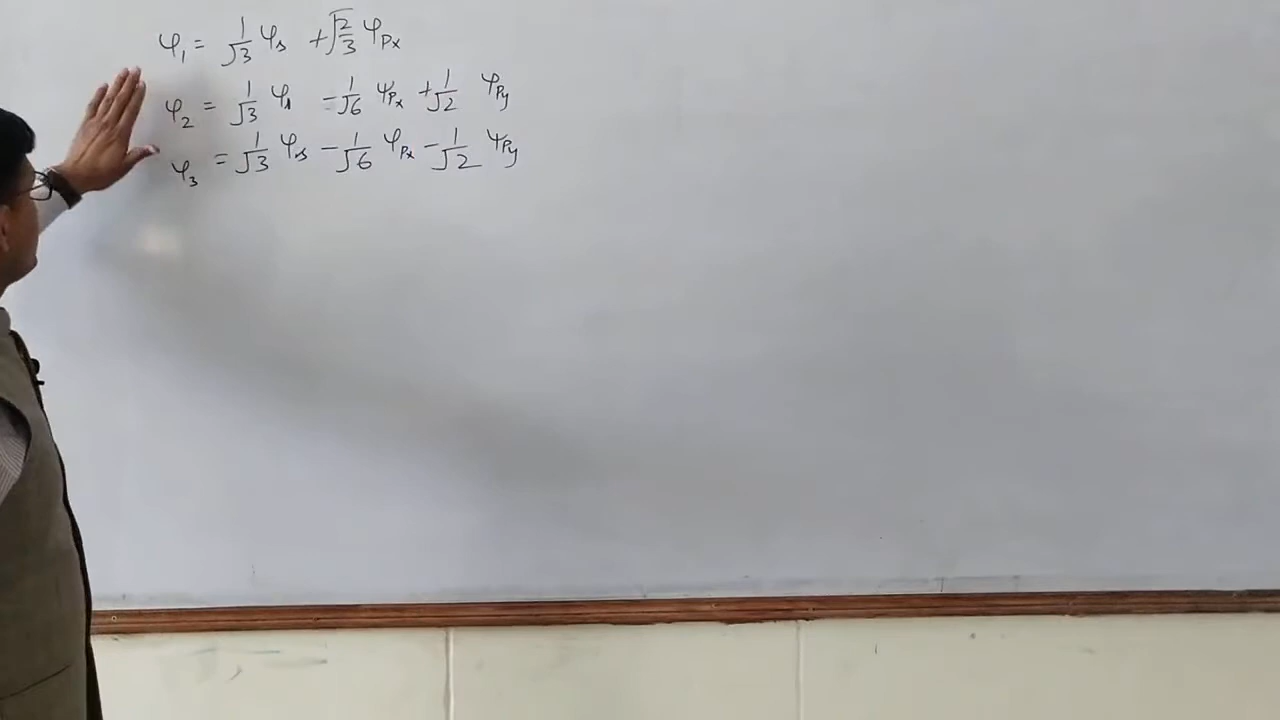 φ₁ = 1/√3 φₛ + √2/3 φPx
φ₂ = 1/√3 φₛ - 1/√6 φPx + 1/√2 φPy
φ₃ = 1/√3 φₛ - 1/√6 φPx - 1/√2 φPy